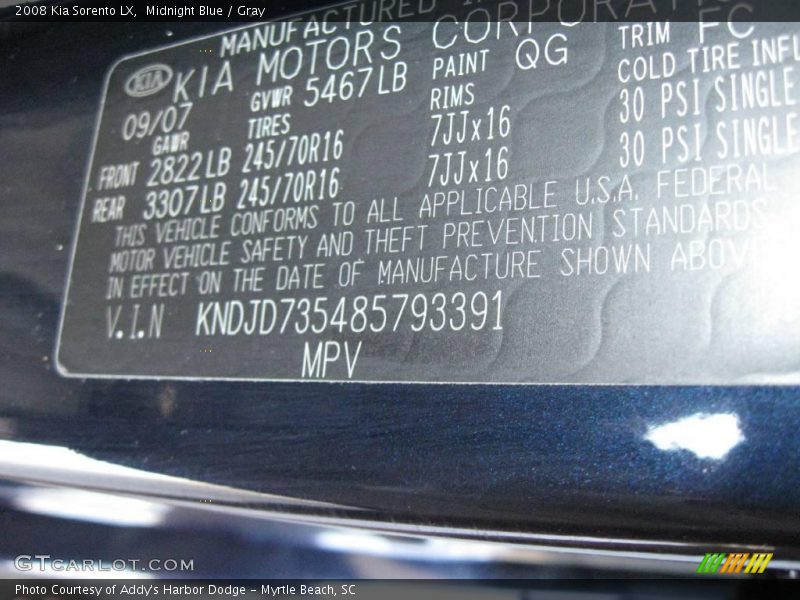 2008 Kia Sorento LX, Midnight Blue / Gray
MANUFACTURED
KIA KIA MOTORS
09/07 GVWR 5467LB PAINT QG TRIM FC
GAWR TIRES RIMS COLD TIRE INFL
FRONT 2822LB 245/70R16 7JJx16 30 PSI SINGLE
REAR 3307LB 245/70R16 7JJx16 30 PSI SINGLE
THIS VEHICLE CONFORMS TO ALL APPLICABLE U.S.A. FEDERAL
MOTOR VEHICLE SAFETY AND THEFT PREVENTION STANDARDS
IN EFFECT ON THE DATE OF MANUFACTURE SHOWN ABOVE
V.I.N KNDJD735485793391
MPV
GTCARLOT.COM
Photo Courtesy of Addy's Harbor Dodge - Myrtle Beach, SC